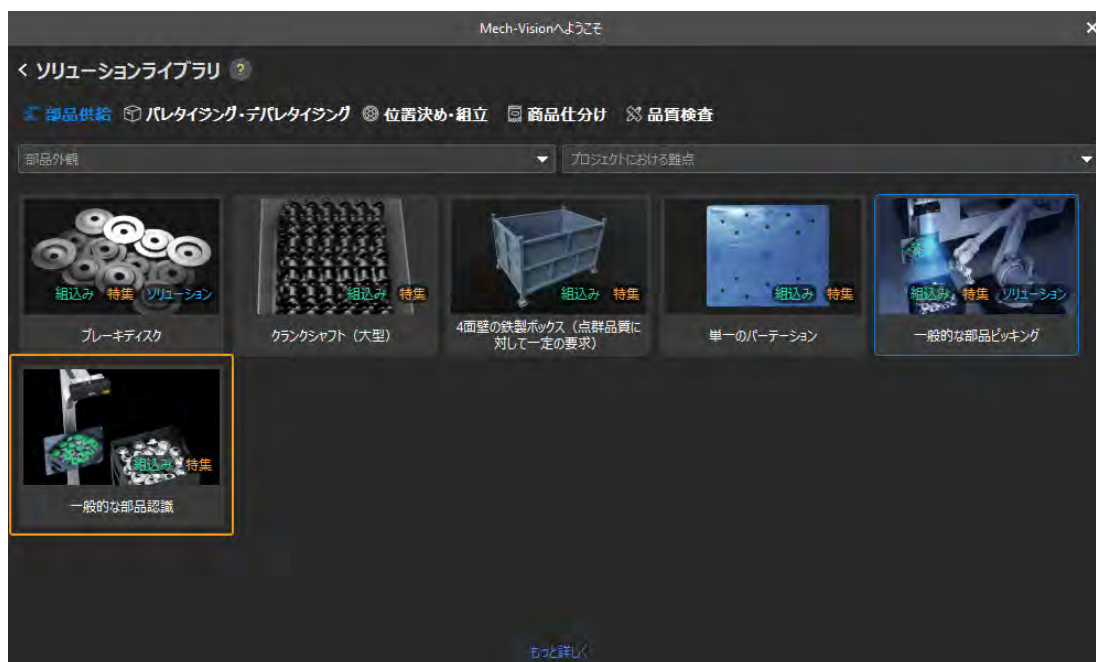 Mech-Visionへようこそ
< ソリューションライブラリ ?
部品供給 パレタイジング・デパレタイジング 位置決め・組立 商品仕分け 品質検査
部品外観 プロジェクトにおける難点
組込み 特集 ソリューション
ブレーキディスク
組込み 特集
クランクシャフト（大型）
組込み 特集
4面壁の鉄製ボックス（点群品質に
対して一定の要求）
組込み 特集
単一のパーテーション
組込み 特集 ソリューション
一般的な部品ピッキング
組込み 特集
一般的な部品認識
もっと詳しく